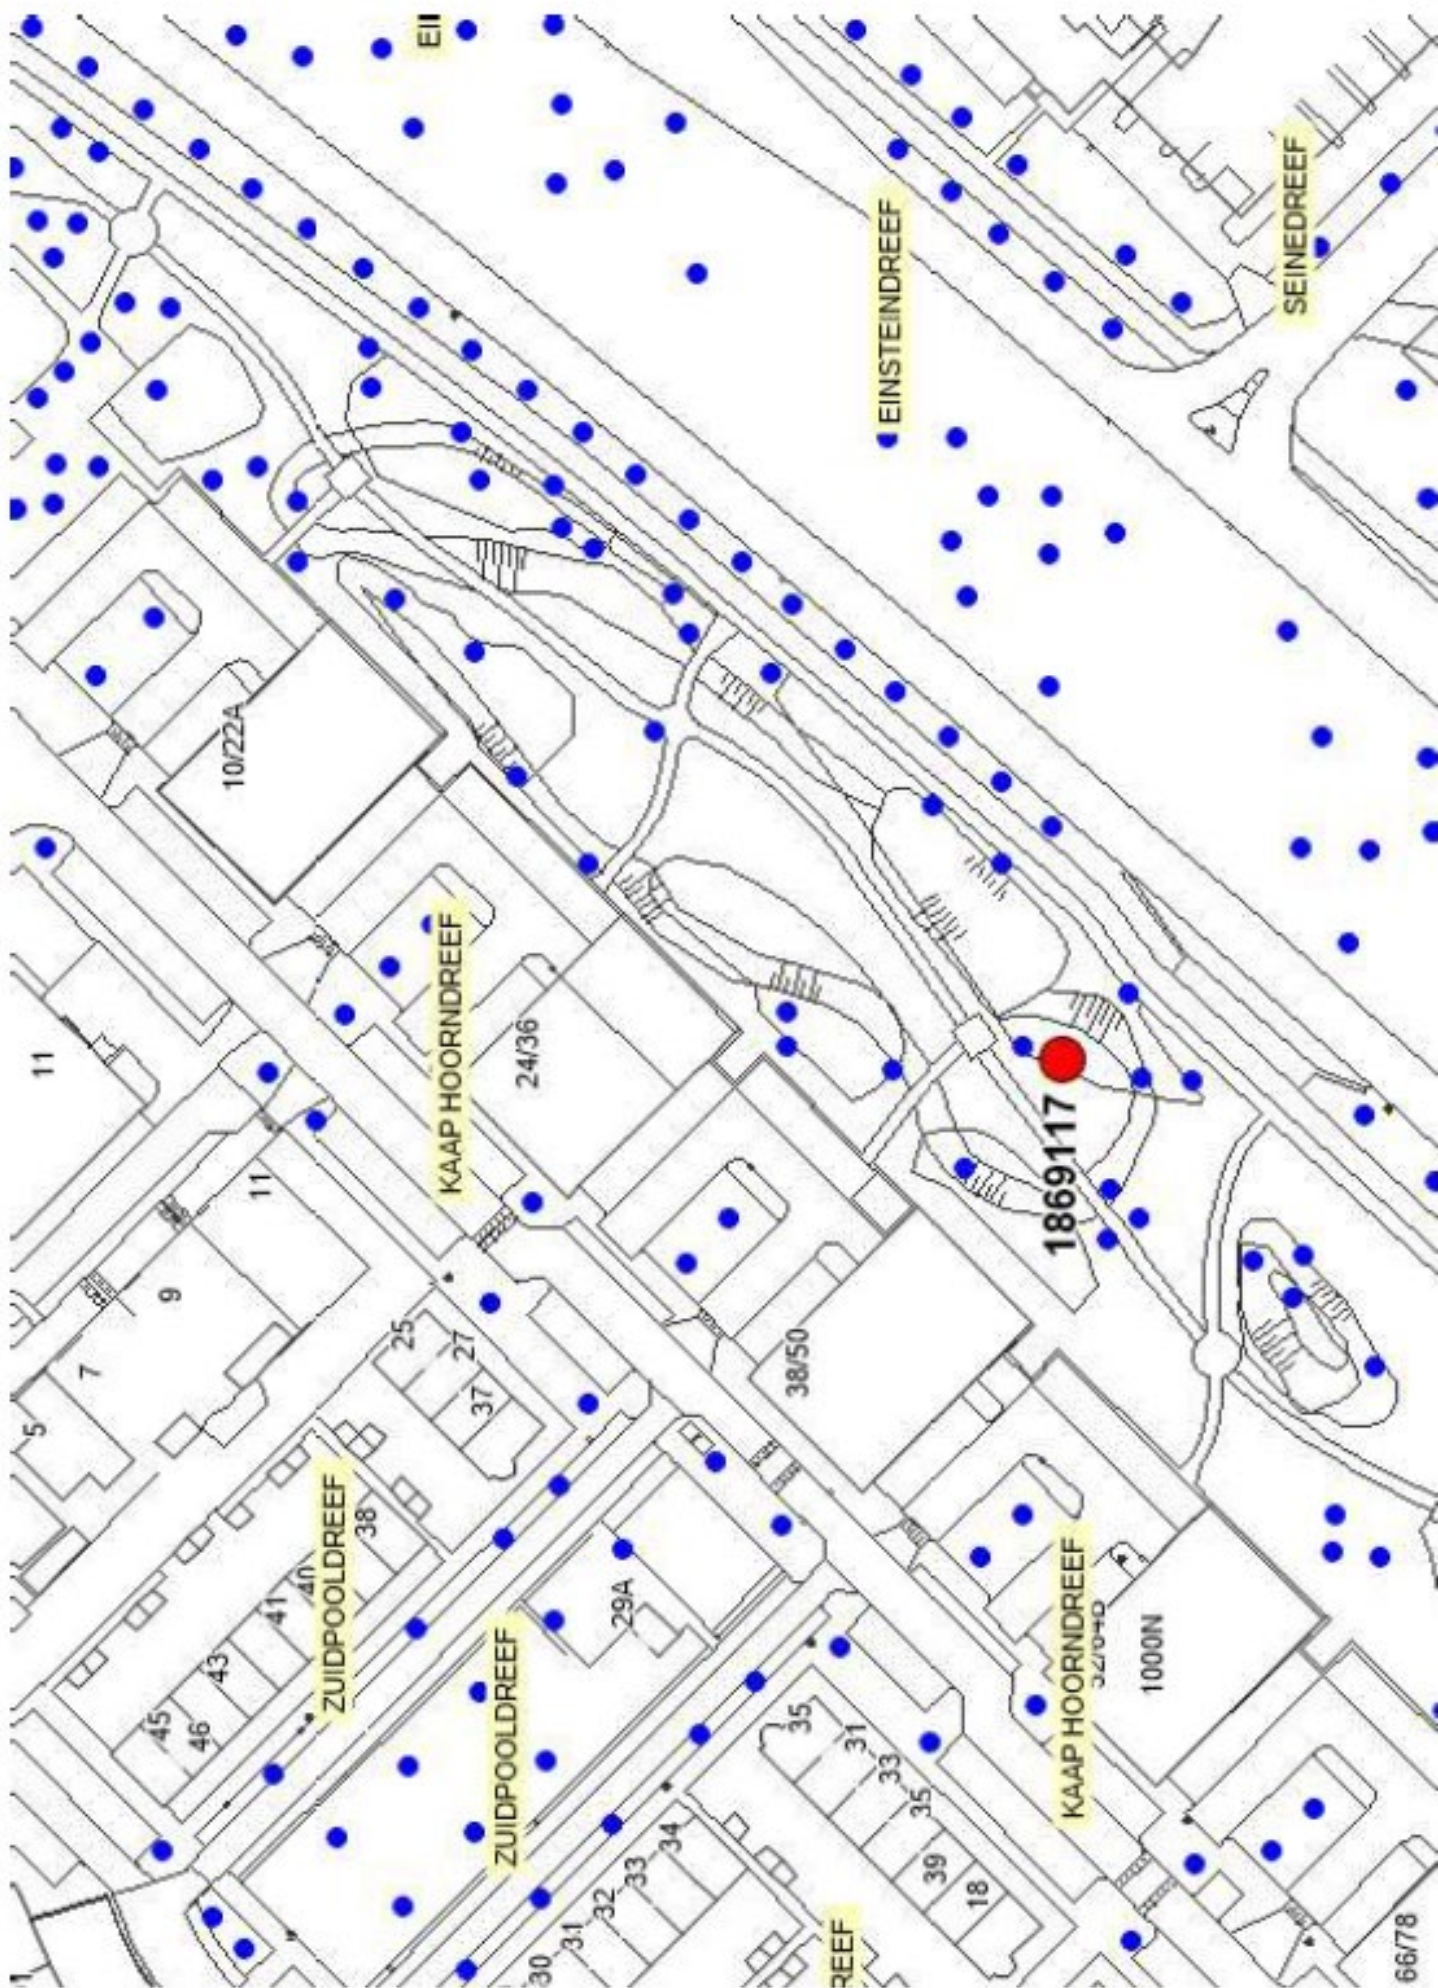 EINSTEINDREEF
SEINEDREEF
10/22A
11
KAAP HOORNDREEF
24/36
1869117
11
9
7
5
25
27
37
38/50
ZUIDPOOLDREEF
38
40
41
43
45
46
29A
ZUIDPOOLDREEF
KAAP HOORNDREEF
1000N
35
31
33
35
39
18
34
33
32
31
30
REEF
66/78